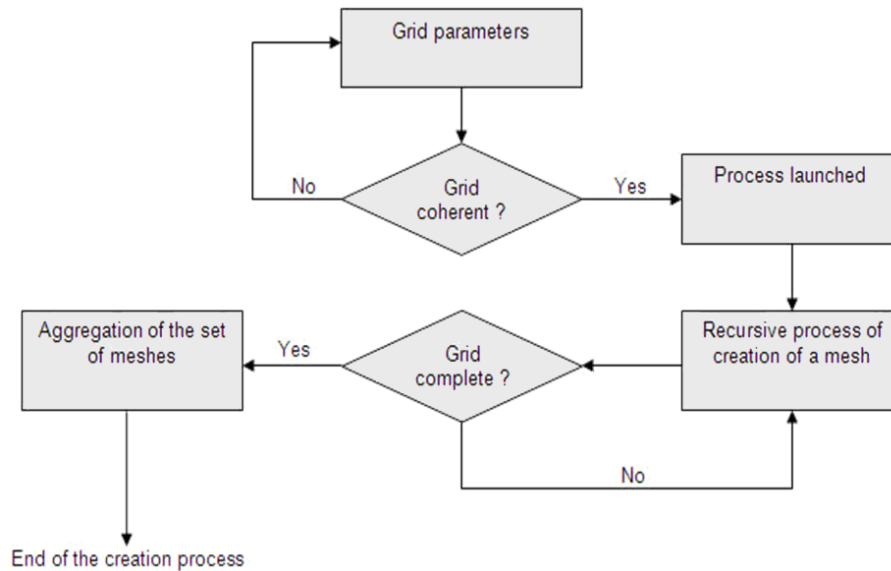 Grid parameters
No
Grid
coherent ?
Yes
Process launched
Aggregation of the set
of meshes
Yes
Grid
complete ?
Recursive process of
creation of a mesh
No
End of the creation process